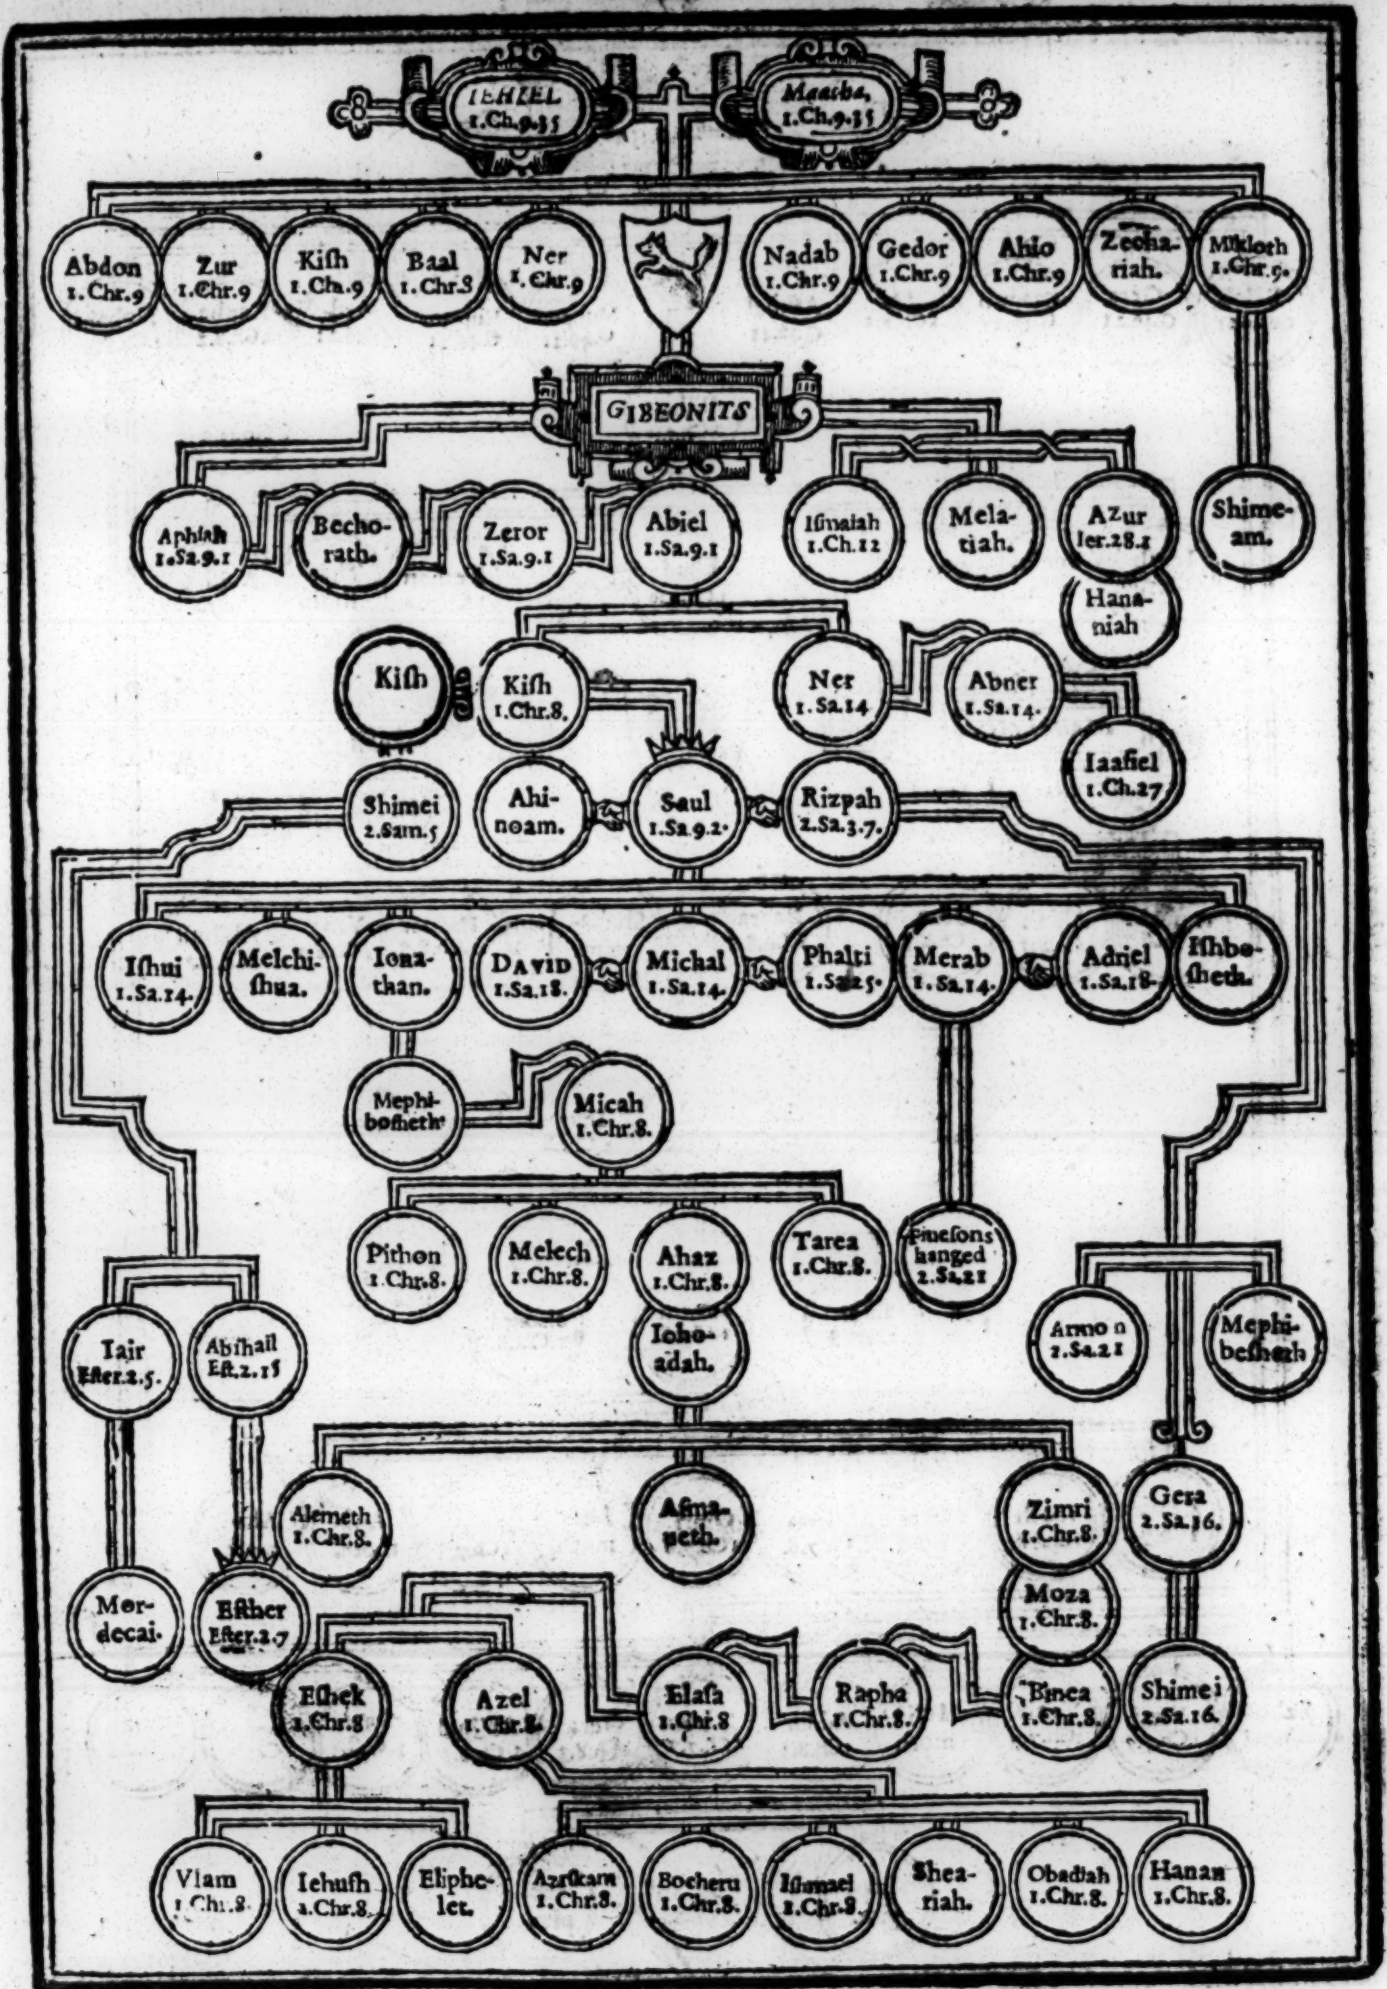 IEHIEL
1.Ch.9.35
Maacha,
1.Ch.9.35
Abdon
1.Chr.9
Zur
1.Chr.9
Kiſh
1.Ch.9
Baal
1.Chr.8
Ner
1.Chr.9
Nadab
1.Chr.9
Gedor
1.Chr.9
Ahio
1.Chr.9
Zecha-
riah.
Mikloth
1.Chr.9.
GIBEONITS
Aphiah
1.Sa.9.1
Becho-
rath.
Zeror
1.Sa.9.1
Abiel
1.Sa.9.1
Iſmaiah
1.Ch.12
Mela-
tiah.
Azur
Ier.28.1
Shime-
am.
Hana-
niah
Kiſh
Kiſh
1.Chr.8.
Ner
1.Sa.14
Abner
1.Sa.14.
Iaaſiel
1.Ch.27
Shimei
2.Sam.5
Ahi-
noam.
Saul
1.Sa.9.2.
Rizpah
2.Sa.3.7.
Iſhui
1.Sa.14.
Melchi-
ſhua.
Iona-
than.
DAVID
1.Sa.18.
Michal
1.Sa.14.
Phalti
1.Sa.25.
Merab
1.Sa.14.
Adriel
1.Sa.18.
Iſhbo-
ſheth.
Mephi-
boſheth.
Micah
1.Chr.8.
Pithon
1.Chr.8.
Melech
1.Chr.8.
Ahaz
1.Chr.8.
Tarea
1.Chr.8.
Fiueſons
hanged
2.Sa.21
Ieho-
adah.
Armon
2.Sa.21
Mephi-
beſheth
Iair
Eſter.2.5.
Abihail
Eſt.2.15
Alemeth
1.Chr.8.
Aſma-
veth.
Zimri
1.Chr.8.
Gera
2.Sa.16.
Mor-
decai.
Eſther
Eſter.2.7
Moza
1.Chr.8.
Eſhek
1.Chr.8
Azel
1.Chr.8.
Elaſa
1.Chr.8
Rapha
1.Chr.8.
Binea
1.Chr.8.
Shimei
2.Sa.16.
Vlam
1.Chr.8.
Iehuſh
1.Chr.8.
Eliphe-
let.
Azrikam
1.Chr.8.
Bocheru
1.Chr.8.
Iſhmael
1.Chr.8.
Shea-
riah.
Obadiah
1.Chr.8.
Hanan
1.Chr.8.